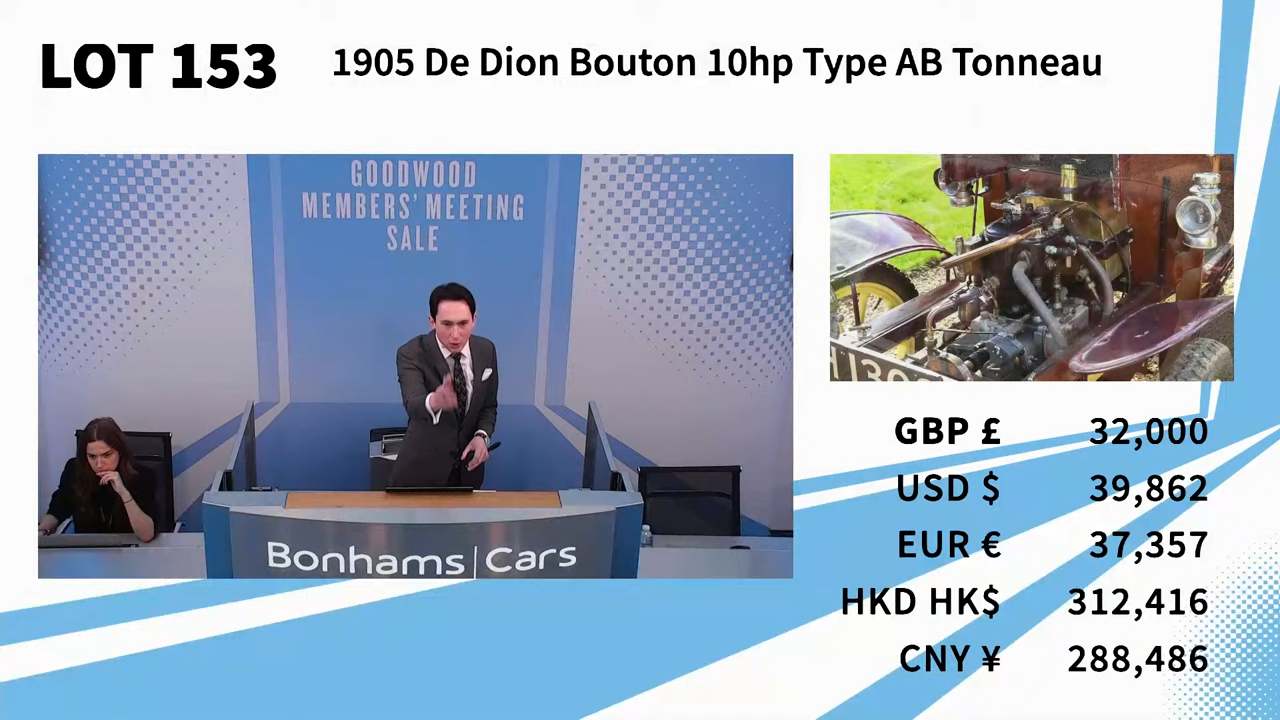 LOT 153
1905 De Dion Bouton 10hp Type AB Tonneau
GOODWOOD
MEMBERS' MEETING
SALE
Bonhams|Cars
GBP £ 32,000
USD $ 39,862
EUR € 37,357
HKD HK$ 312,416
CNY ¥ 288,486